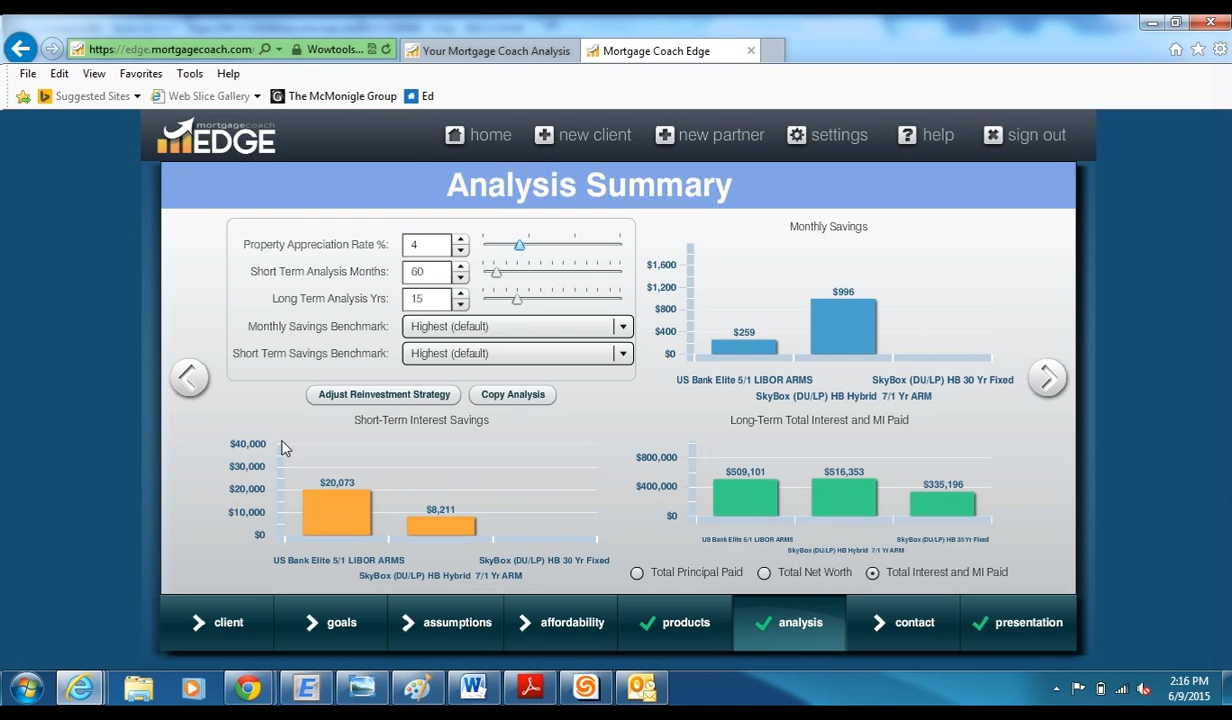 https://edge.mortgagecoach.com
Wowtools...
Your Mortgage Coach Analysis
Mortgage Coach Edge
File Edit View Favorites Tools Help
Suggested Sites
Web Slice Gallery
The McMonigle Group
Ed
mortgagecoach
EDGE
home
new client
new partner
settings
help
sign out
Analysis Summary
Property Appreciation Rate %: 4
Short Term Analysis Months: 60
Long Term Analysis Yrs: 15
Monthly Savings Benchmark: Highest (default)
Short Term Savings Benchmark: Highest (default)
Adjust Reinvestment Strategy
Copy Analysis
Monthly Savings
$1,600
$1,200
$800
$400
$0
$259
$996
US Bank Elite 5/1 LIBOR ARMS
SkyBox (DU/LP) HB 30 Yr Fixed
SkyBox (DU/LP) HB Hybrid 7/1 Yr ARM
Short-Term Interest Savings
$40,000
$30,000
$20,000
$10,000
$0
$20,073
$8,211
US Bank Elite 5/1 LIBOR ARMS
SkyBox (DU/LP) HB 30 Yr Fixed
SkyBox (DU/LP) HB Hybrid 7/1 Yr ARM
Long-Term Total Interest and MI Paid
$800,000
$400,000
$0
$509,101
$516,353
$335,196
US Bank Elite 5/1 LIBOR ARMS
SkyBox (DU/LP) HB 30 Yr Fixed
SkyBox (DU/LP) HB Hybrid 7/1 Yr ARM
Total Principal Paid
Total Net Worth
Total Interest and MI Paid
client
goals
assumptions
affordability
products
analysis
contact
presentation
2:16 PM
6/9/2015